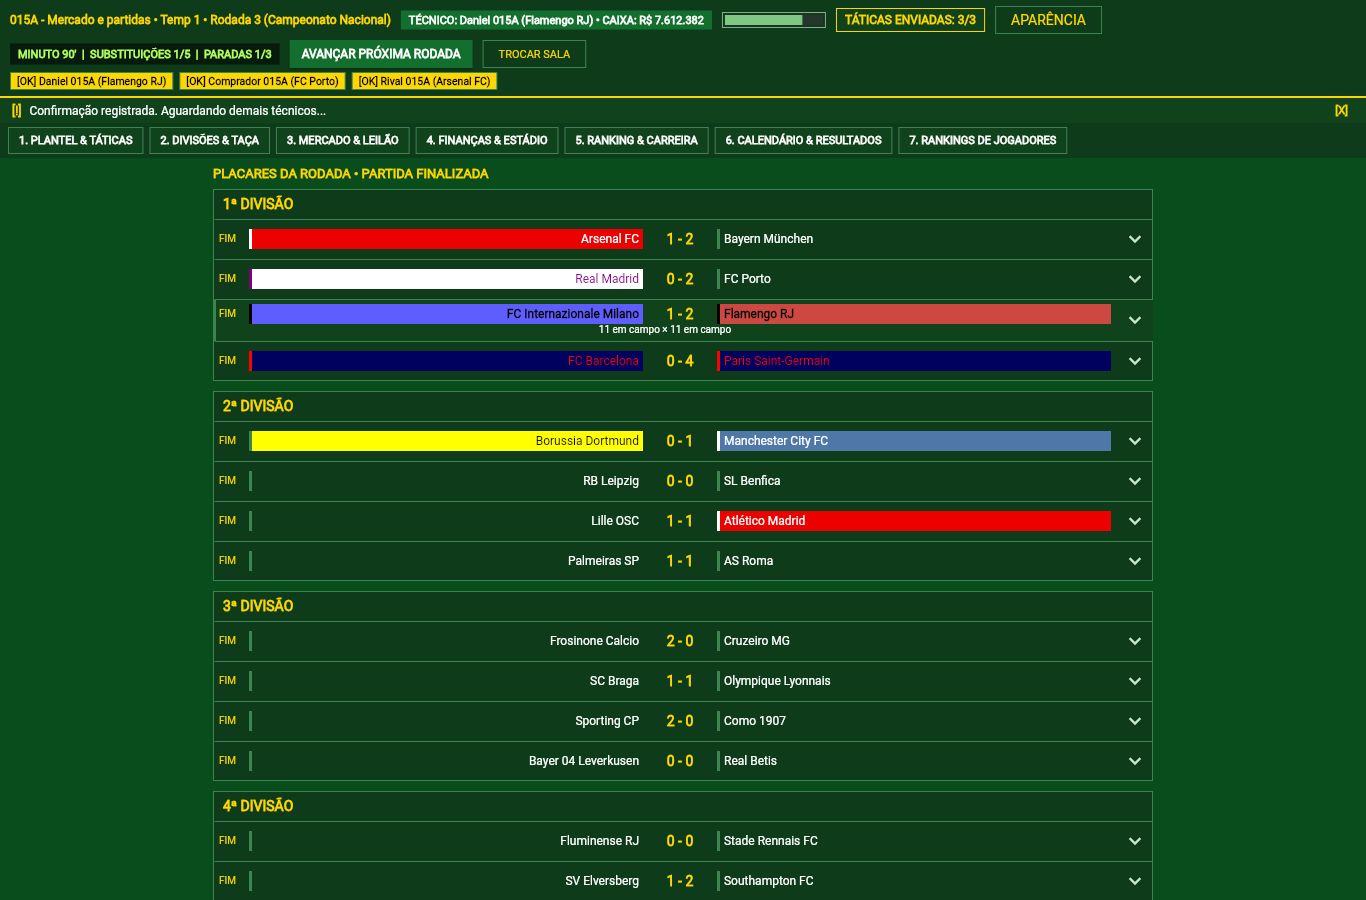 015A - Mercado e partidas • Temp 1 • Rodada 3 (Campeonato Nacional) TÉCNICO: Daniel 015A (Flamengo RJ) • CAIXA: R$ 7.612.382 TÁTICAS ENVIADAS: 3/3 APARÊNCIA
MINUTO 90' | SUBSTITUIÇÕES 1/5 | PARADAS 1/3 AVANÇAR PRÓXIMA RODADA TROCAR SALA
[OK] Daniel 015A (Flamengo RJ) [OK] Comprador 015A (FC Porto) [OK] Rival 015A (Arsenal FC)
[!] Confirmação registrada. Aguardando demais técnicos... [X]
1. PLANTEL & TÁTICAS 2. DIVISÕES & TAÇA 3. MERCADO & LEILÃO 4. FINANÇAS & ESTÁDIO 5. RANKING & CARREIRA 6. CALENDÁRIO & RESULTADOS 7. RANKINGS DE JOGADORES
PLACARES DA RODADA • PARTIDA FINALIZADA
1ª DIVISÃO
FIM Arsenal FC 1 - 2 Bayern München
FIM Real Madrid 0 - 2 FC Porto
FIM FC Internazionale Milano 1 - 2 Flamengo RJ
11 em campo × 11 em campo
FIM FC Barcelona 0 - 4 Paris Saint-Germain
2ª DIVISÃO
FIM Borussia Dortmund 0 - 1 Manchester City FC
FIM RB Leipzig 0 - 0 SL Benfica
FIM Lille OSC 1 - 1 Atlético Madrid
FIM Palmeiras SP 1 - 1 AS Roma
3ª DIVISÃO
FIM Frosinone Calcio 2 - 0 Cruzeiro MG
FIM SC Braga 1 - 1 Olympique Lyonnais
FIM Sporting CP 2 - 0 Como 1907
FIM Bayer 04 Leverkusen 0 - 0 Real Betis
4ª DIVISÃO
FIM Fluminense RJ 0 - 0 Stade Rennais FC
FIM SV Elversberg 1 - 2 Southampton FC